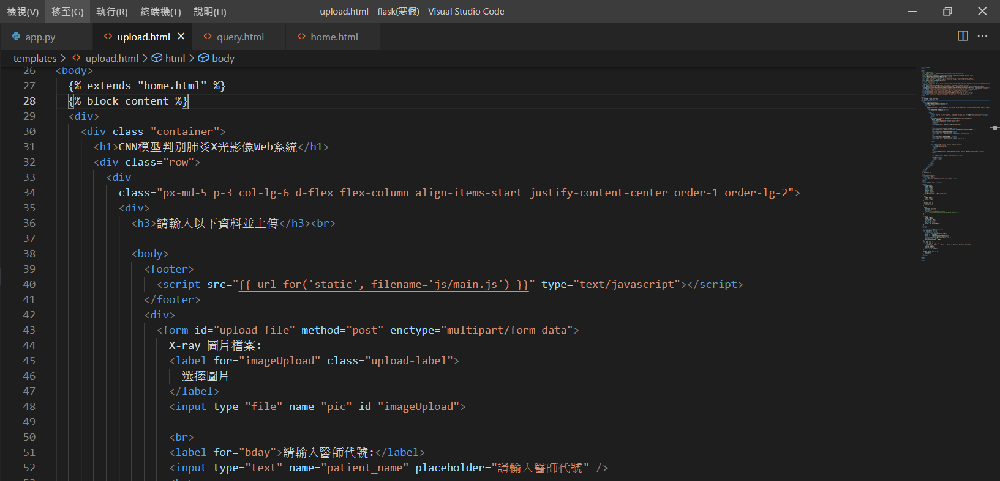 檢視(V) 移至(G) 執行(R) 終端機(T) 說明(H) upload.html - flask(寒假) - Visual Studio Code
app.py upload.html query.html home.html
templates > upload.html > html > body
26 <body>
27 {% extends "home.html" %}
28 {% block content %}
29 <div>
30 <div class="container">
31 <h1>CNN模型判別肺炎X光影像Web系統</h1>
32 <div class="row">
33 <div
34 class="px-md-5 p-3 col-lg-6 d-flex flex-column align-items-start justify-content-center order-1 order-lg-2">
35 <div>
36 <h3>請輸入以下資料並上傳</h3><br>
37
38 <body>
39 <footer>
40 <script src="{{ url_for('static', filename='js/main.js') }}" type="text/javascript"></script>
41 </footer>
42 <div>
43 <form id="upload-file" method="post" enctype="multipart/form-data">
44 X-ray 圖片檔案:
45 <label for="imageUpload" class="upload-label">
46 選擇圖片
47 </label>
48 <input type="file" name="pic" id="imageUpload">
49
50 <br>
51 <label for="bday">請輸入醫師代號:</label>
52 <input type="text" name="patient_name" placeholder="請輸入醫師代號" />